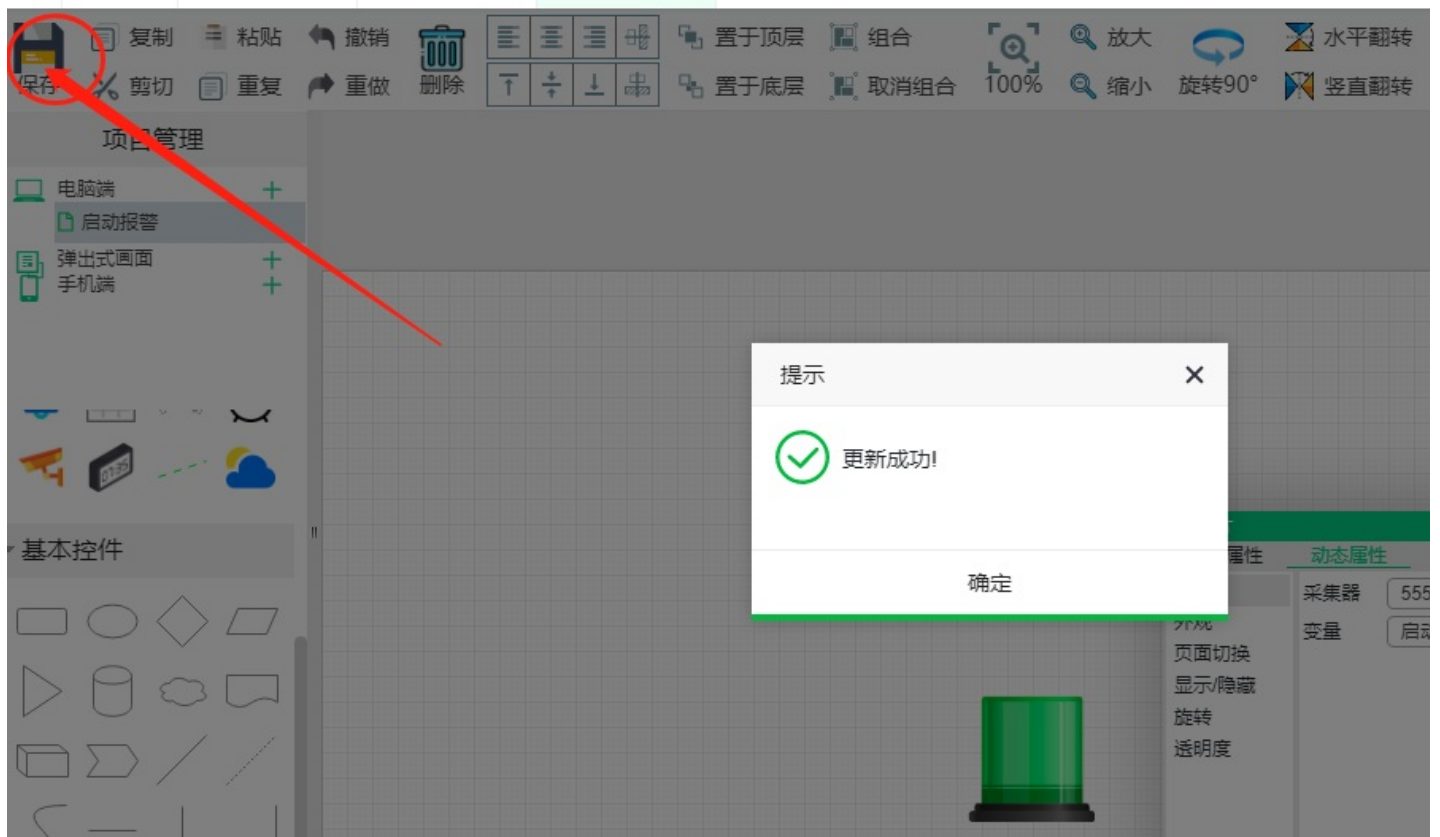 复制 粘贴 撤销 置于顶层 组合 放大 水平翻转
保存 剪切 重复 重做 删除 置于底层 取消组合 100% 缩小 旋转90° 竖直翻转
项目管理
电脑端
启动报警
弹出式画面
手机端
提示
更新成功!
确定
07:35
基本控件
属性 动态属性
采集器 555
外观 变量 启动
页面切换
显示/隐藏
旋转
透明度